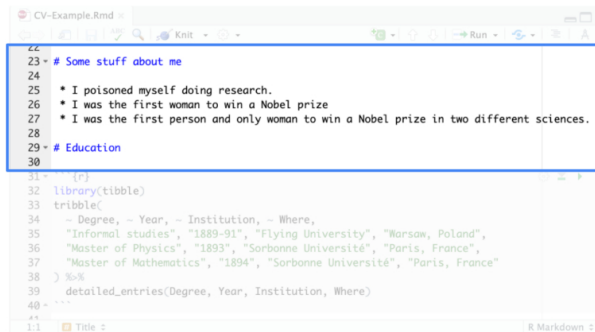 CV-Example.Rmd
Knit
Run
22
23 # Some stuff about me
24
25 * I poisoned myself doing research.
26 * I was the first woman to win a Nobel prize
27 * I was the first person and only woman to win a Nobel prize in two different sciences.
28
29 # Education
30
31 ```{r}
32 library(tibble)
33 tribble(
34 ~ Degree, ~ Year, ~ Institution, ~ Where,
35 "Informal studies", "1889-91", "Flying University", "Warsaw, Poland",
36 "Master of Physics", "1893", "Sorbonne Université", "Paris, France",
37 "Master of Mathematics", "1894", "Sorbonne Université", "Paris, France"
38 ) %>%
39 detailed_entries(Degree, Year, Institution, Where)
40 ```
41
1:1 Title R Markdown